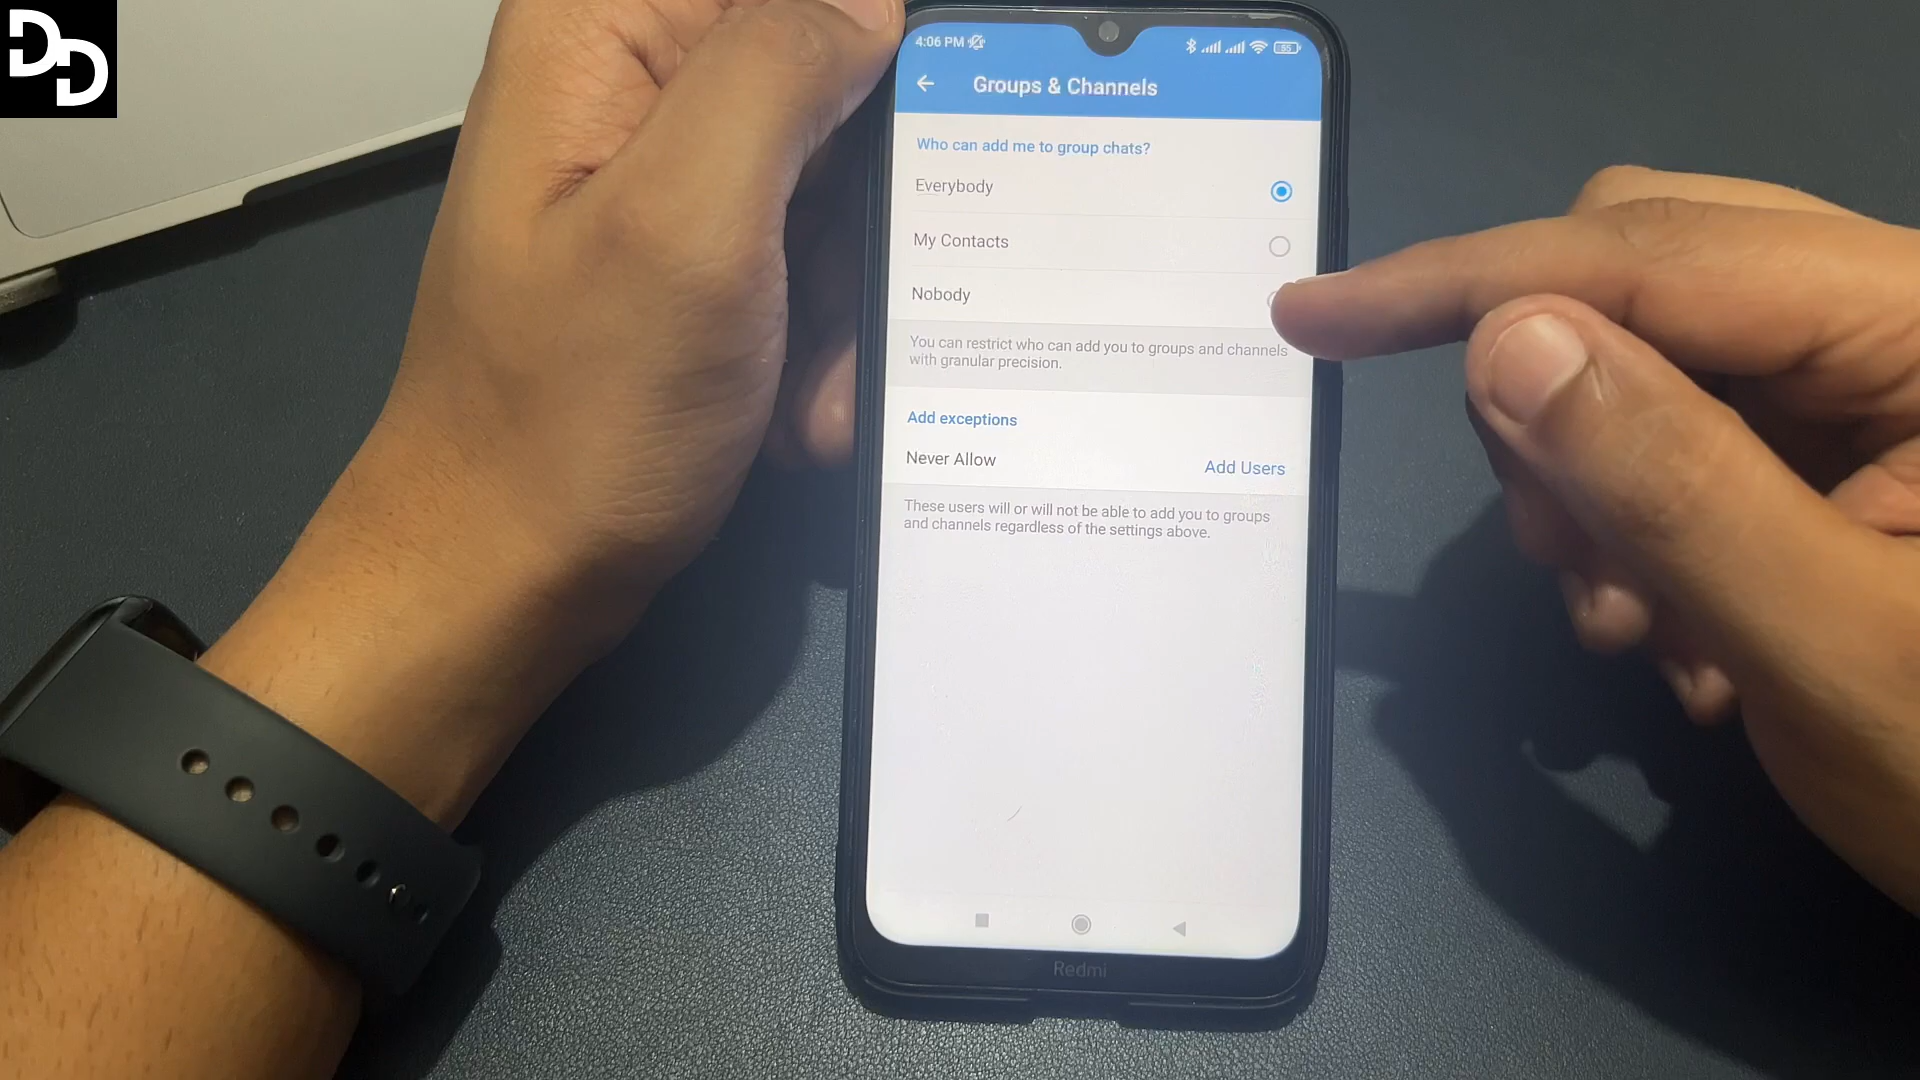 DD
4:06 PM
55
Groups & Channels
Who can add me to group chats?
Everybody
My Contacts
Nobody
You can restrict who can add you to groups and channels
with granular precision.
Add exceptions
Never Allow
Add Users
These users will or will not be able to add you to groups
and channels regardless of the settings above.
Redmi